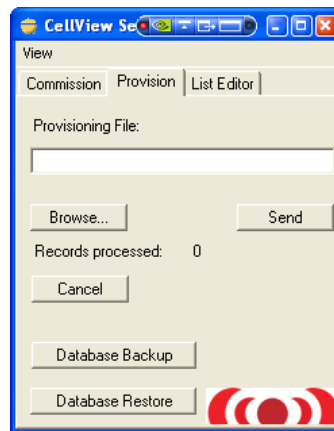 CellView Se
View
Commission Provision List Editor
Provisioning File:
Browse... Send
Records processed: 0
Cancel
Database Backup
Database Restore